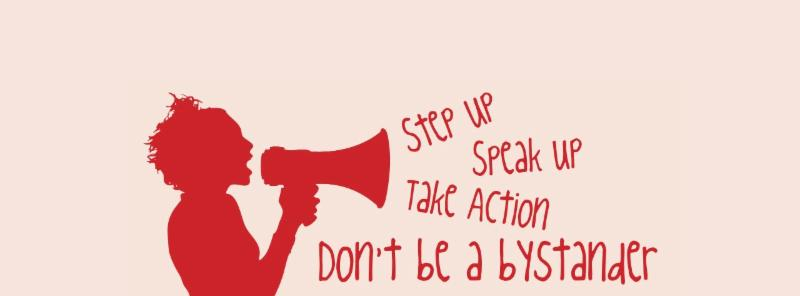 Step up
Speak up
Take Action
Don't be a bystander